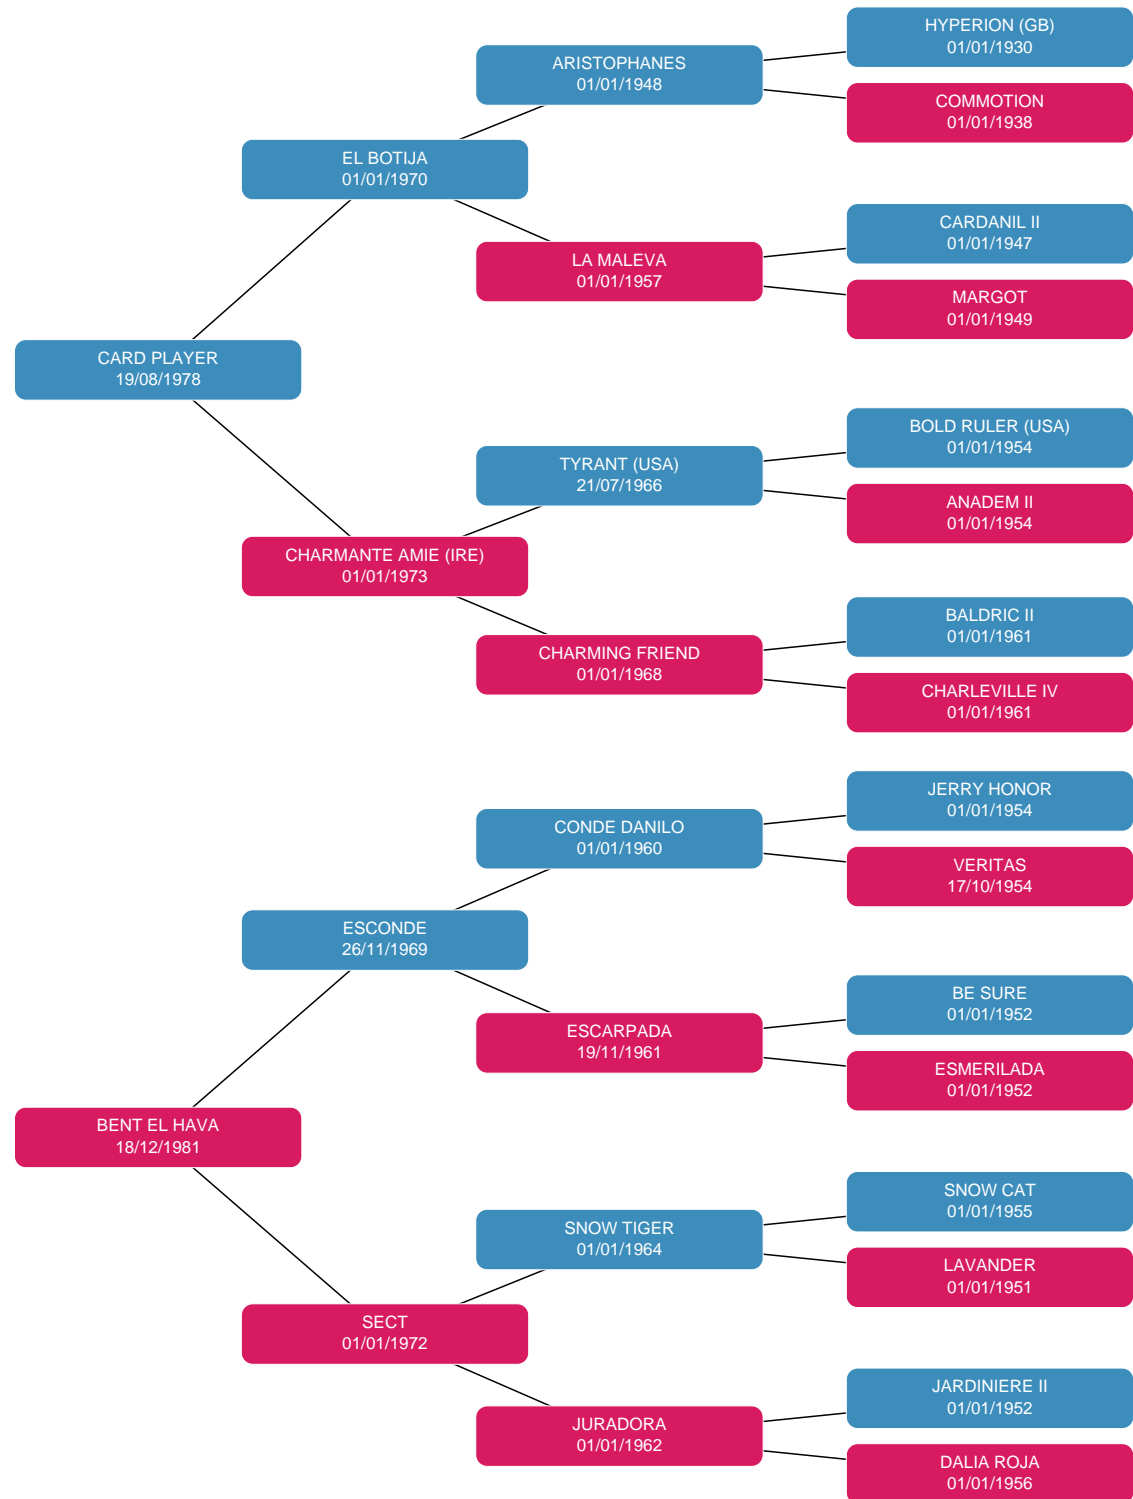 HYPERION (GB)
01/01/1930
ARISTOPHANES
01/01/1948
COMMOTION
01/01/1938
EL BOTIJA
01/01/1970
CARDANIL II
01/01/1947
LA MALEVA
01/01/1957
MARGOT
01/01/1949
CARD PLAYER
19/08/1978
BOLD RULER (USA)
01/01/1954
TYRANT (USA)
21/07/1966
ANADEM II
01/01/1954
CHARMANTE AMIE (IRE)
01/01/1973
BALDRIC II
01/01/1961
CHARMING FRIEND
01/01/1968
CHARLEVILLE IV
01/01/1961
JERRY HONOR
01/01/1954
CONDE DANILO
01/01/1960
VERITAS
17/10/1954
ESCONDE
26/11/1969
BE SURE
01/01/1952
ESCARPADA
19/11/1961
ESMERILADA
01/01/1952
BENT EL HAVA
18/12/1981
SNOW CAT
01/01/1955
SNOW TIGER
01/01/1964
LAVANDER
01/01/1951
SECT
01/01/1972
JARDINIERE II
01/01/1952
JURADORA
01/01/1962
DALIA ROJA
01/01/1956